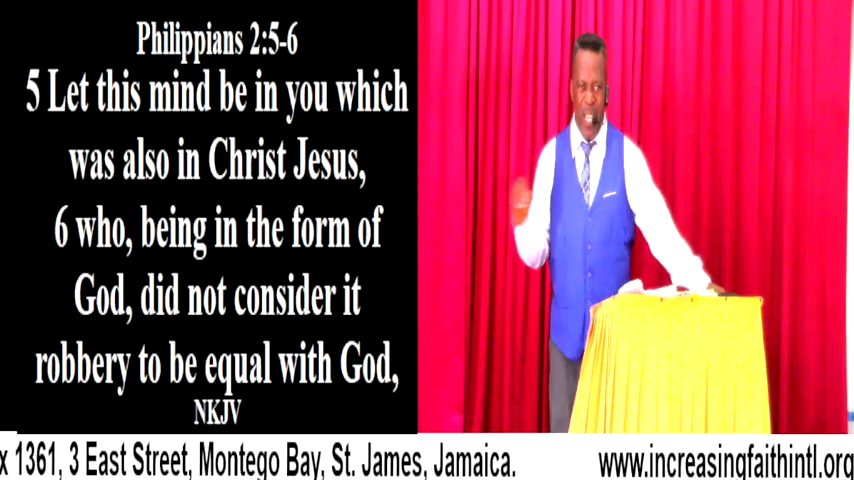 Philippians 2:5-6
5 Let this mind be in you which
was also in Christ Jesus,
6 who, being in the form of
God, did not consider it
robbery to be equal with God,
NKJV
x 1361, 3 East Street, Montego Bay, St. James, Jamaica.
www.increasingfaithintl.org